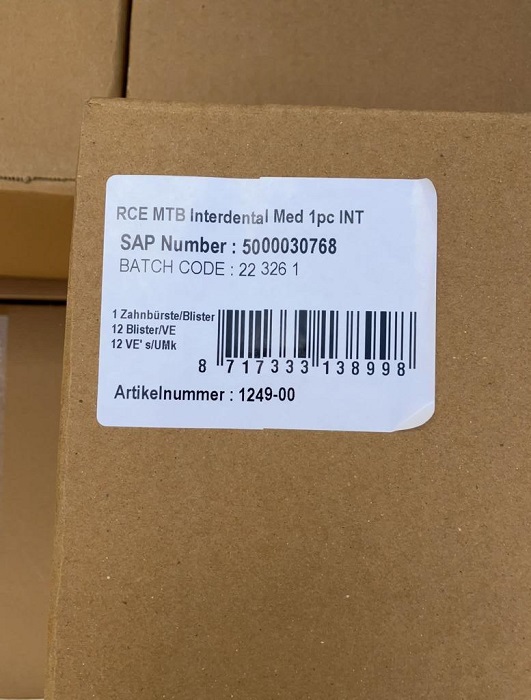 RCE MTB Interdental Med 1pc INT
SAP Number : 5000030768
BATCH CODE : 22 326 1
1 Zahnbürste/Blister
12 Blister/VE
12 VE' s/UMk
8 717333 138998
Artikelnummer : 1249-00